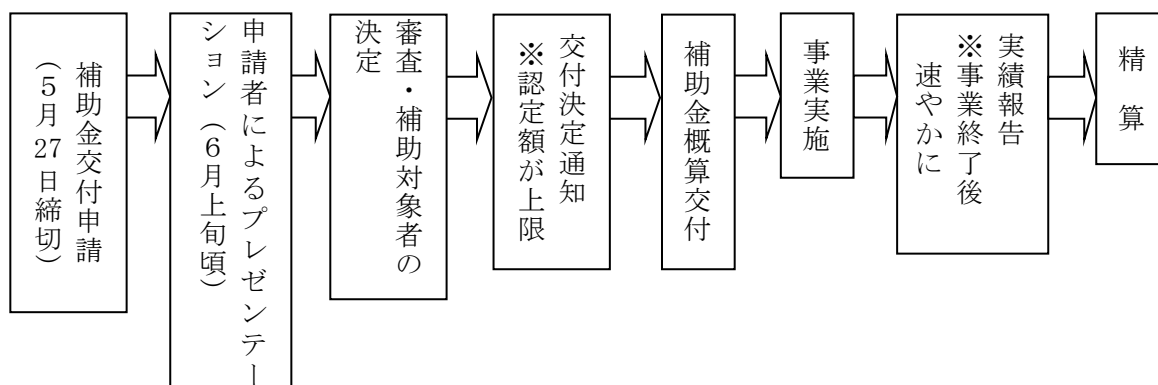 補助金交付申請
（５月27日締切）
申請者によるプレゼンテー
ション（６月上旬頃）
審査・補助対象者の
決定
交付決定通知
※認定額が上限
補助金概算交付
事業実施
実績報告
※事業終了後
速やかに
精算